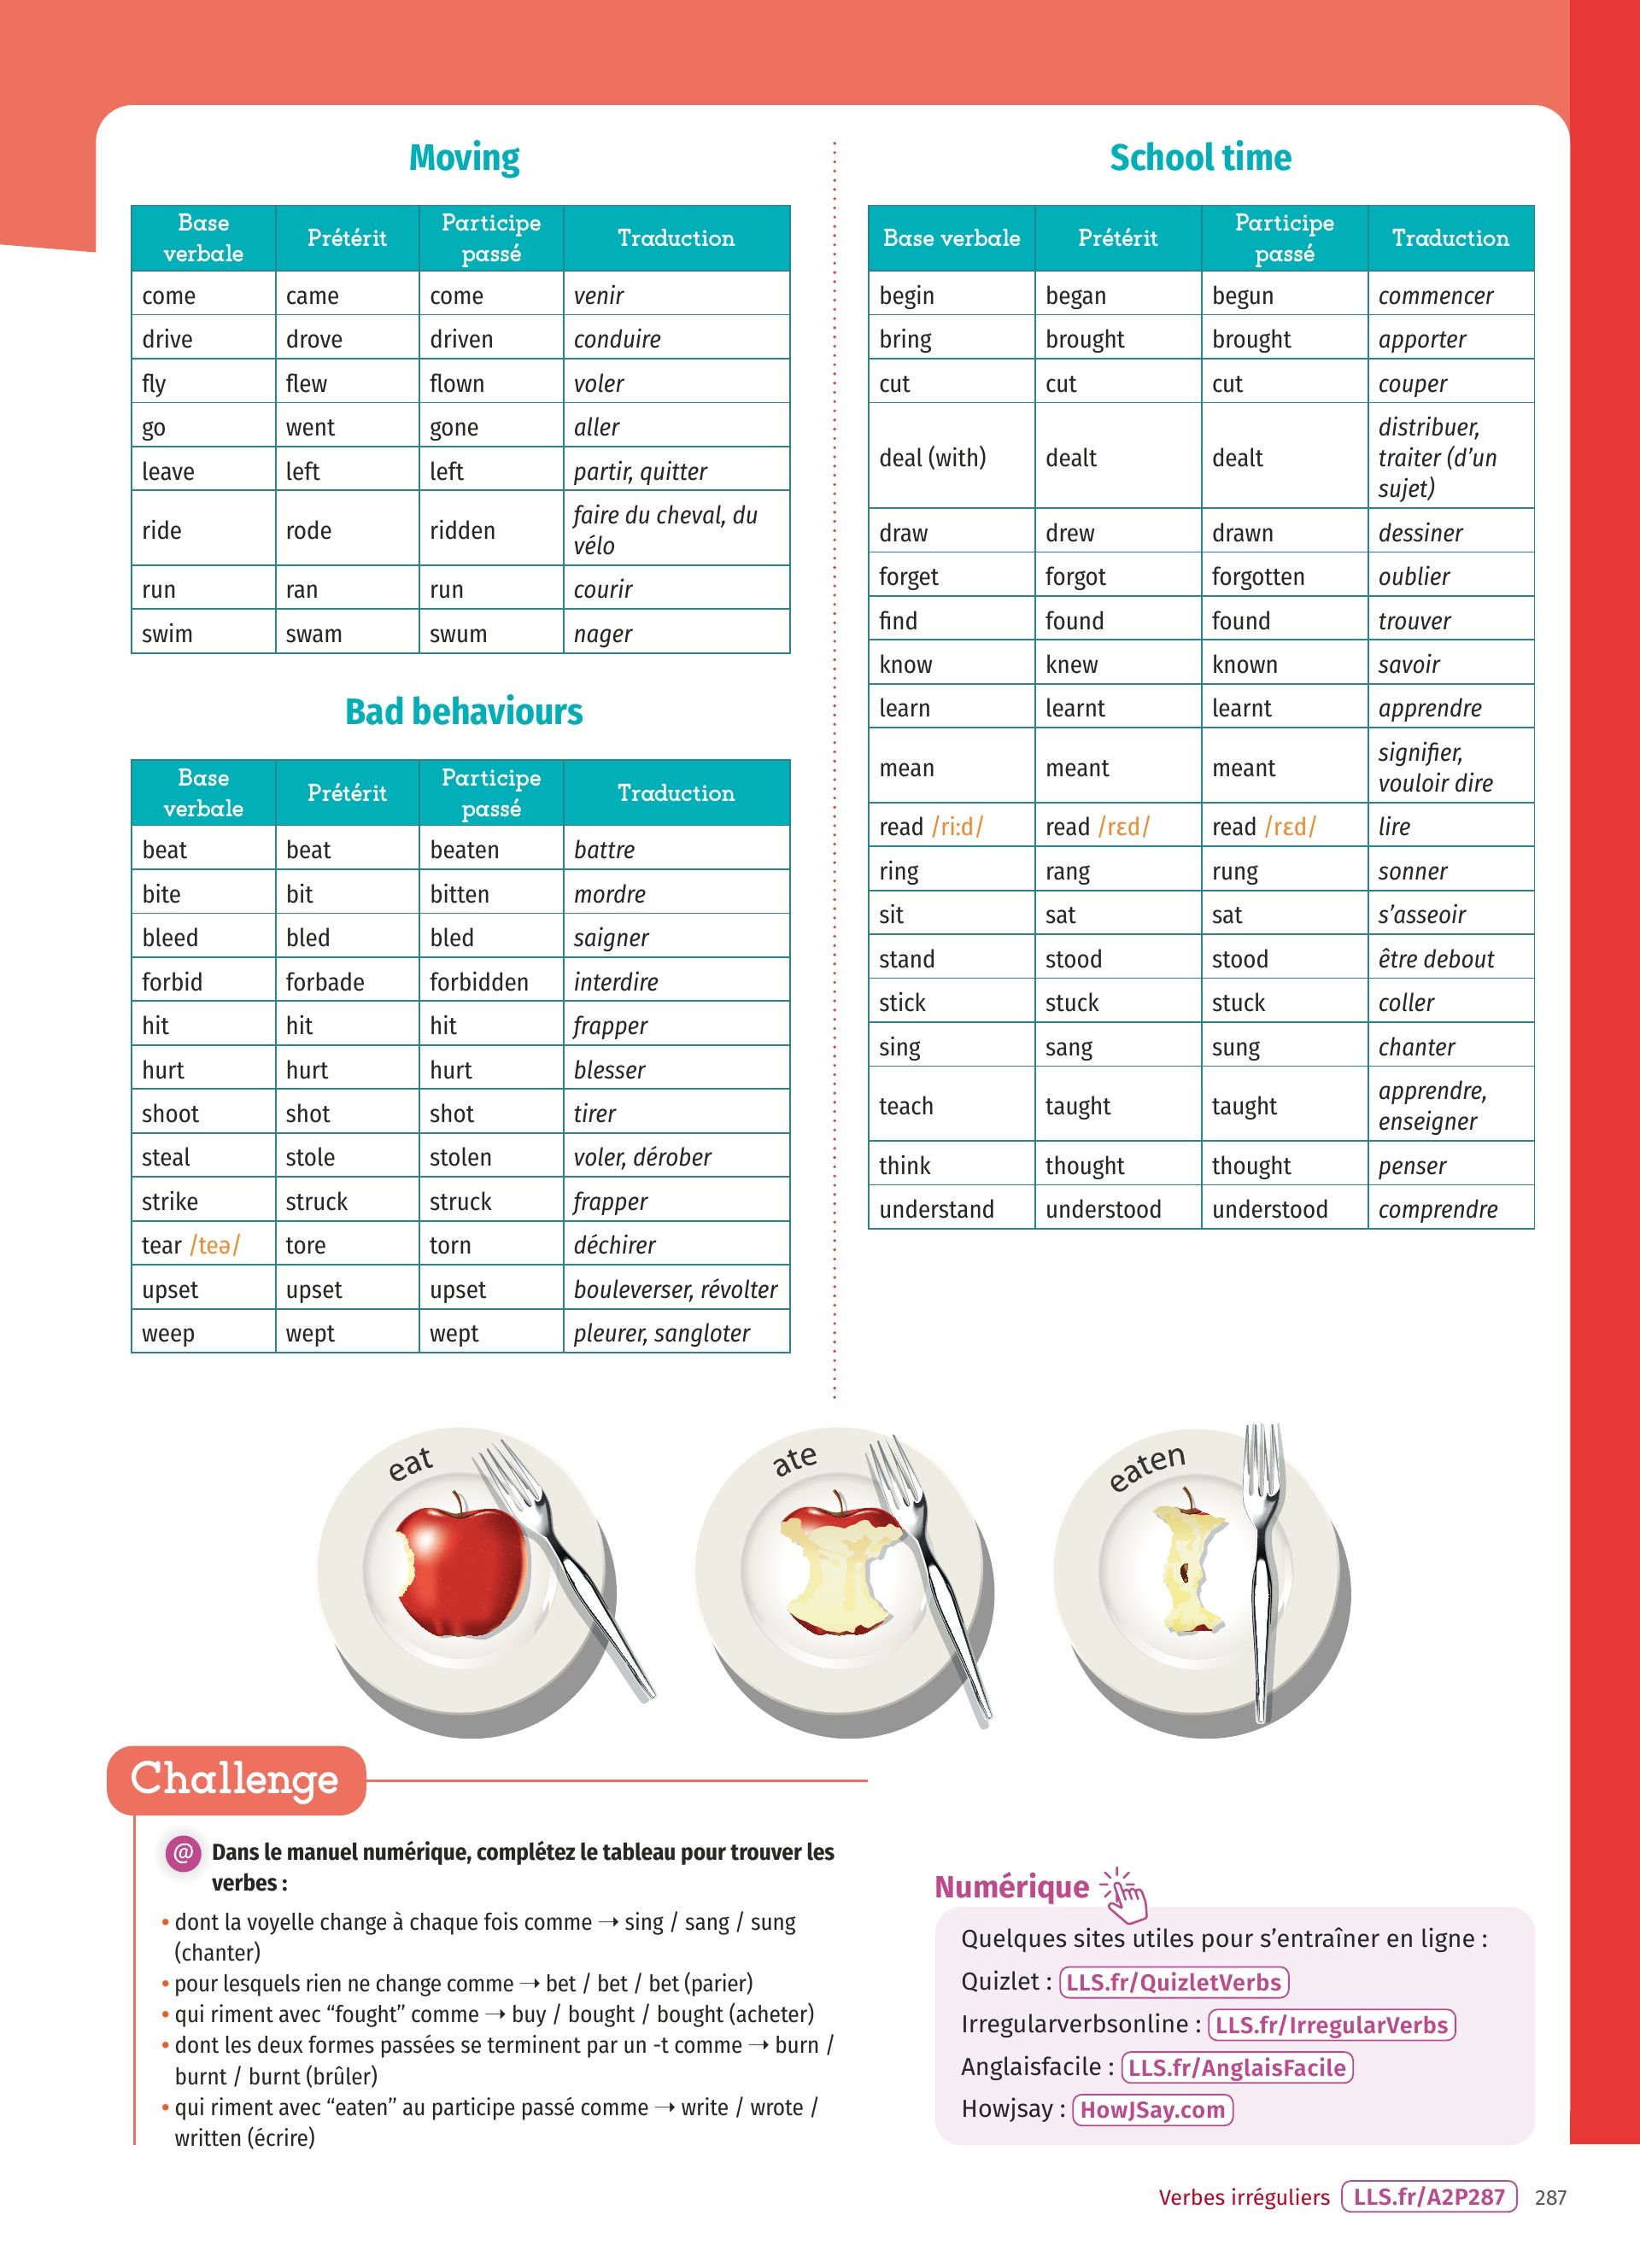 Moving
Base verbale | Prétérit | Participe passé | Traduction
come | came | come | venir
drive | drove | driven | conduire
fly | flew | flown | voler
go | went | gone | aller
leave | left | left | partir, quitter
ride | rode | ridden | faire du cheval, du vélo
run | ran | run | courir
swim | swam | swum | nager
Bad behaviours
Base verbale | Prétérit | Participe passé | Traduction
beat | beat | beaten | battre
bite | bit | bitten | mordre
bleed | bled | bled | saigner
forbid | forbade | forbidden | interdire
hit | hit | hit | frapper
hurt | hurt | hurt | blesser
shoot | shot | shot | tirer
steal | stole | stolen | voler, dérober
strike | struck | struck | frapper
tear /teə/ | tore | torn | déchirer
upset | upset | upset | bouleverser, révolter
weep | wept | wept | pleurer, sangloter
School time
Base verbale | Prétérit | Participe passé | Traduction
begin | began | begun | commencer
bring | brought | brought | apporter
cut | cut | cut | couper
deal (with) | dealt | dealt | distribuer, traiter (d’un sujet)
draw | drew | drawn | dessiner
forget | forgot | forgotten | oublier
find | found | found | trouver
know | knew | known | savoir
learn | learnt | learnt | apprendre
mean | meant | meant | signifier, vouloir dire
read /ri:d/ | read /rɛd/ | read /rɛd/ | lire
ring | rang | rung | sonner
sit | sat | sat | s’asseoir
stand | stood | stood | être debout
stick | stuck | stuck | coller
sing | sang | sung | chanter
teach | taught | taught | apprendre, enseigner
think | thought | thought | penser
understand | understood | understood | comprendre
eat
ate
eaten
Challenge
@ Dans le manuel numérique, complétez le tableau pour trouver les
verbes :
• dont la voyelle change à chaque fois comme → sing / sang / sung
(chanter)
• pour lesquels rien ne change comme → bet / bet / bet (parier)
• qui riment avec “fought” comme → buy / bought / bought (acheter)
• dont les deux formes passées se terminent par un -t comme → burn /
burnt / burnt (brûler)
• qui riment avec “eaten” au participe passé comme → write / wrote /
written (écrire)
Numérique
Quelques sites utiles pour s’entraîner en ligne :
Quizlet : LLS.fr/QuizletVerbs
Irregularverbsonline : LLS.fr/IrregularVerbs
Anglaisfacile : LLS.fr/AnglaisFacile
Howjsay : HowJSay.com
Verbes irréguliers LLS.fr/A2P287 287